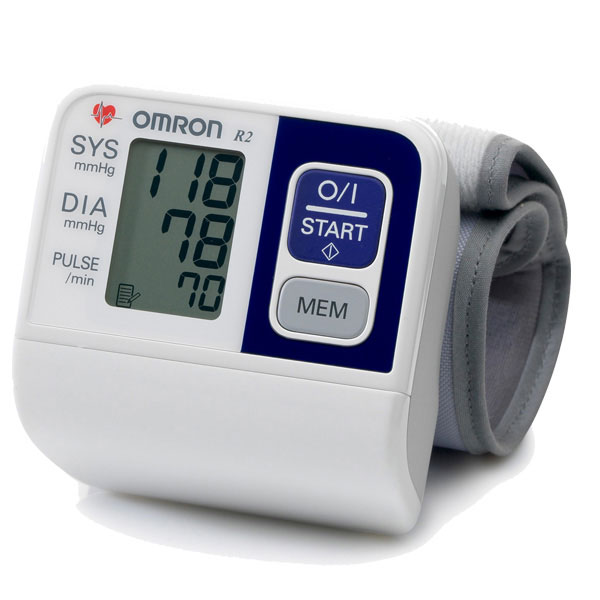 OMRON R2
SYS
mmHg
118
DIA
mmHg
78
PULSE
/min
70
O/I
START
MEM